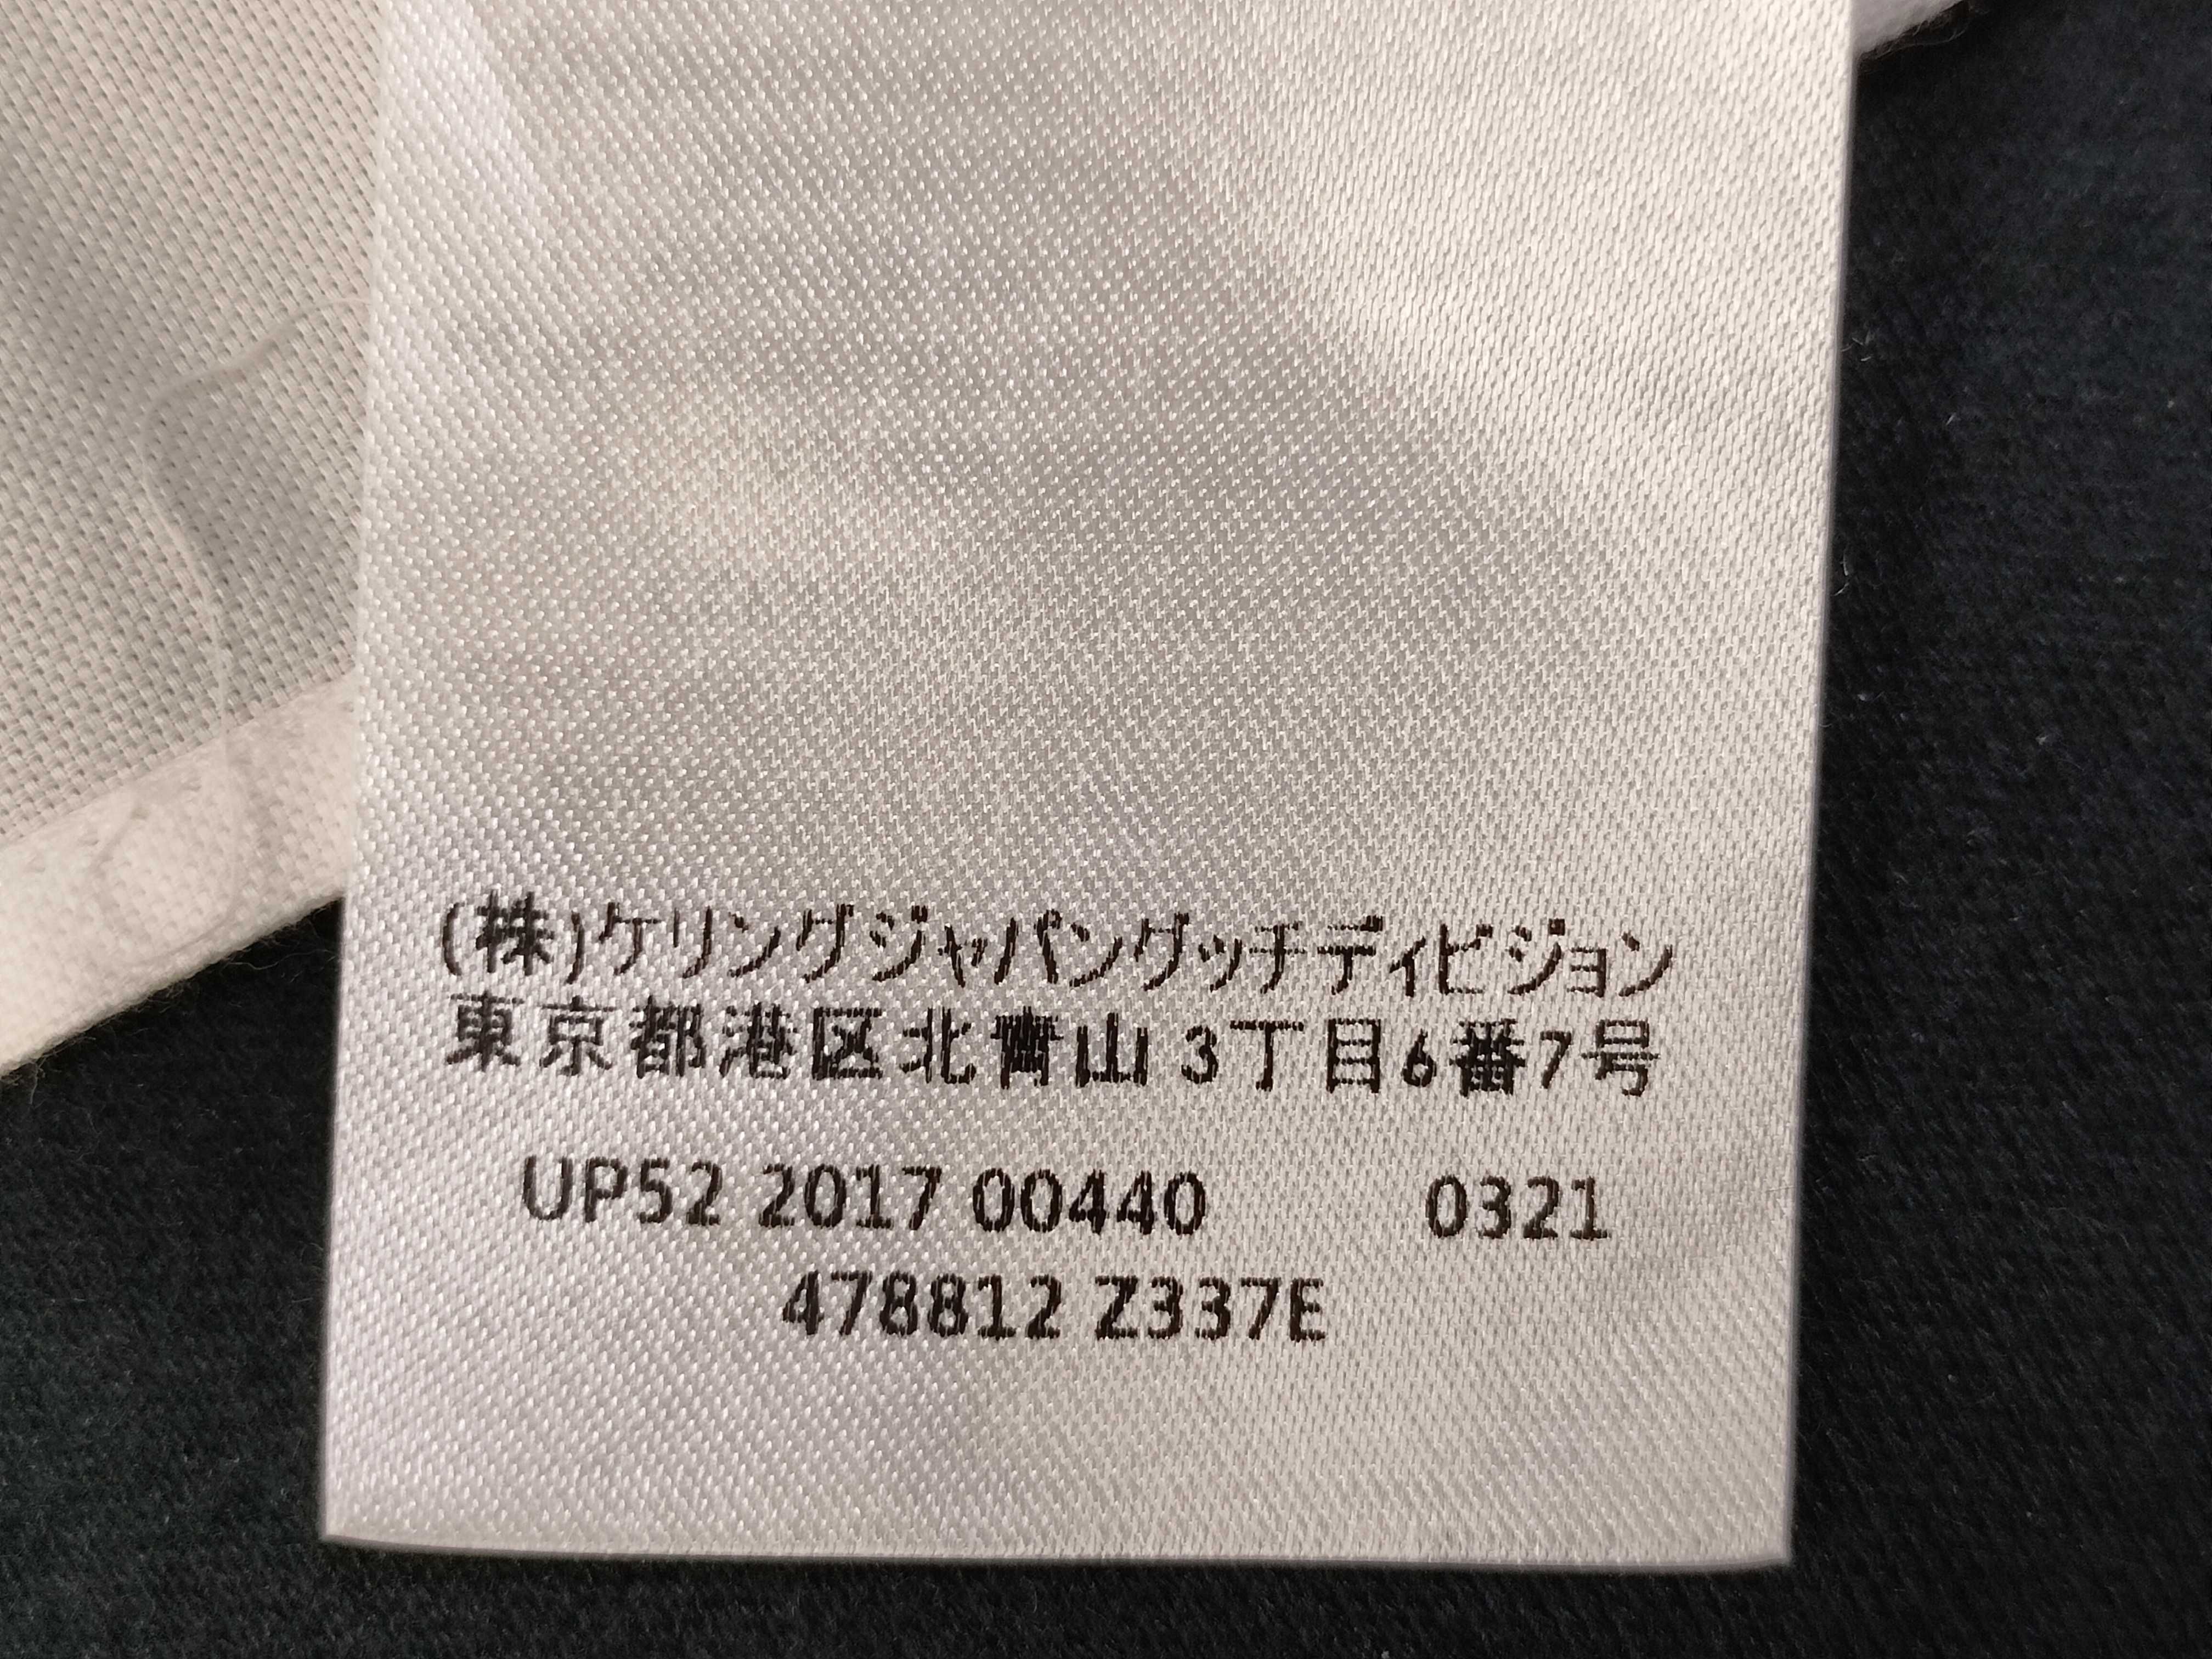 (株)ケリングジャパングッチディビジョン
東京都港区北青山3丁目6番7号
UP52 2017 00440 0321
478812 Z337E